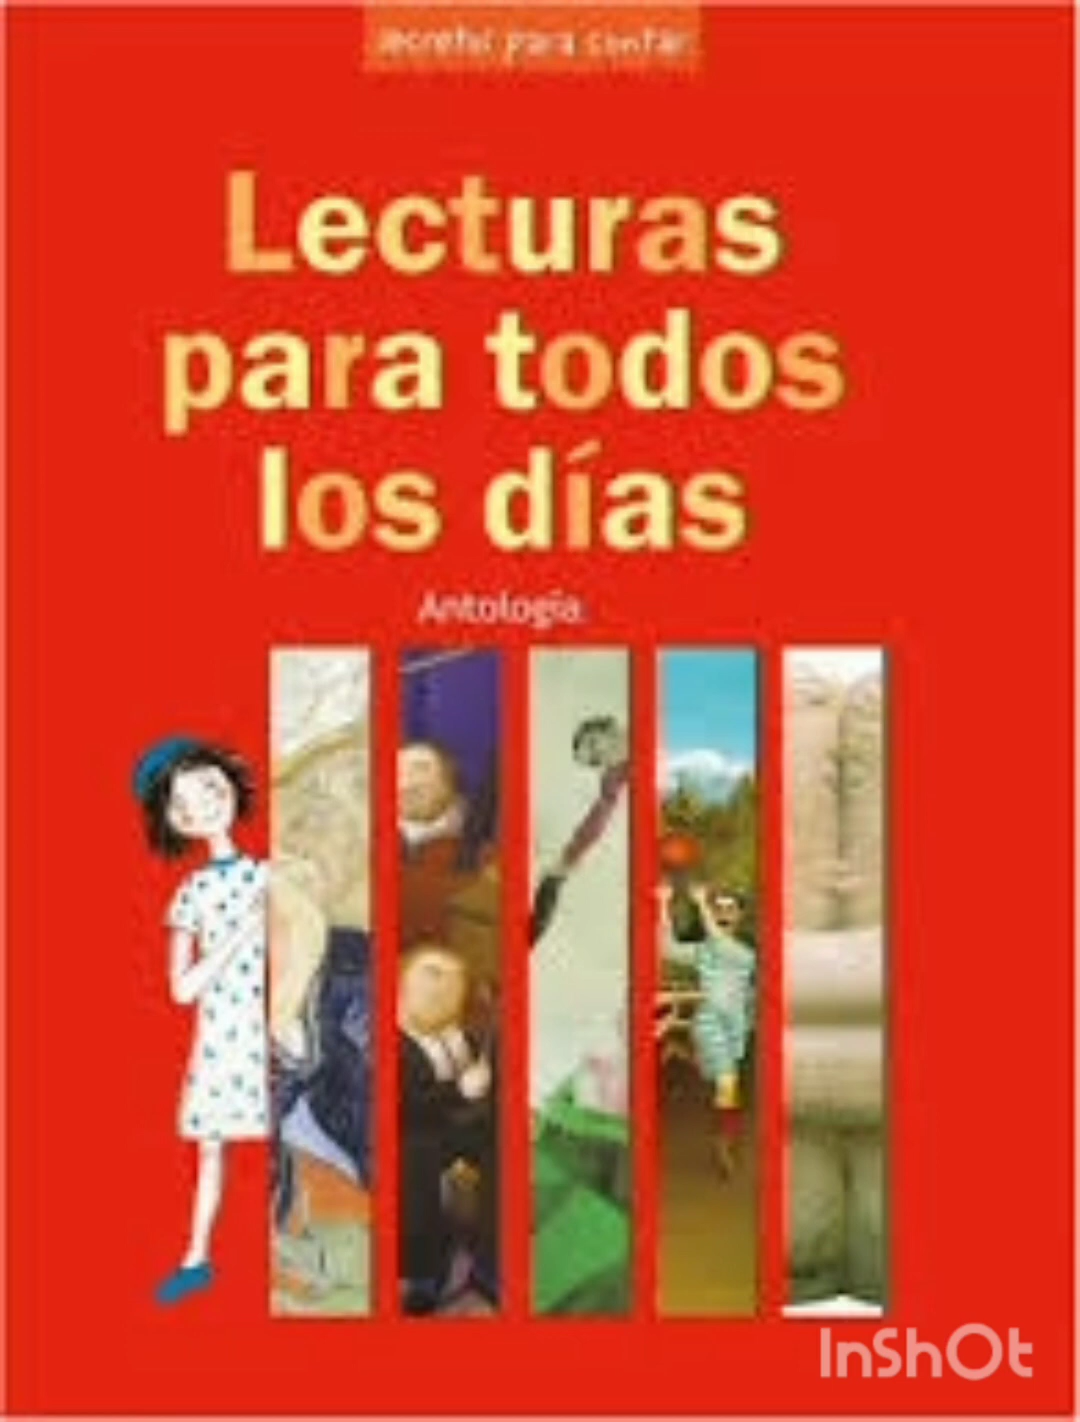 secretos para contar
Lecturas
para todos
los días
Antología
InShOt